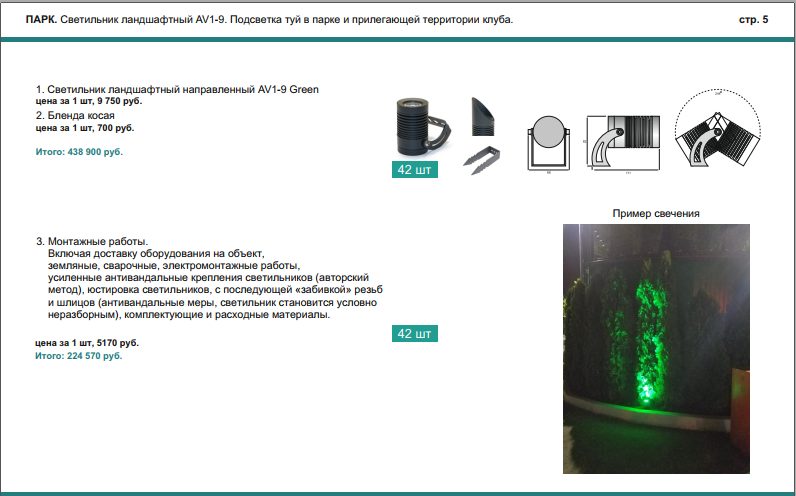 ПАРК. Светильник ландшафтный AV1-9. Подсветка туй в парке и прилегающей территории клуба.
стр. 5
1. Светильник ландшафтный направленный AV1-9 Green
цена за 1 шт, 9 750 руб.
2. Бленда косая
цена за 1 шт, 700 руб.
Итого: 438 900 руб.
42 шт
Пример свечения
3. Монтажные работы.
Включая доставку оборудования на объект,
земляные, сварочные, электромонтажные работы,
усиленные антивандальные крепления светильников (авторский
метод), юстировка светильников, с последующей «забивкой» резьб
и шлицов (антивандальные меры, светильник становится условно
неразборным), комплектующие и расходные материалы.
42 шт
цена за 1 шт, 5170 руб.
Итого: 224 570 руб.